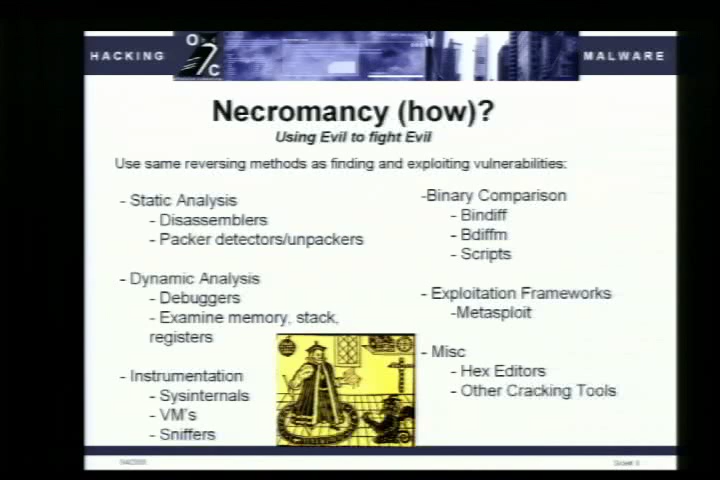 HACKING
O
C
MALWARE
Necromancy (how)?
Using Evil to fight Evil
Use same reversing methods as finding and exploiting vulnerabilities:
- Static Analysis
- Disassemblers
- Packer detectors/unpackers
- Dynamic Analysis
- Debuggers
- Examine memory, stack,
registers
- Instrumentation
- Sysinternals
- VM's
- Sniffers
-Binary Comparison
- Bindiff
- Bdiffm
- Scripts
- Exploitation Frameworks
-Metasploit
- Misc
- Hex Editors
- Other Cracking Tools